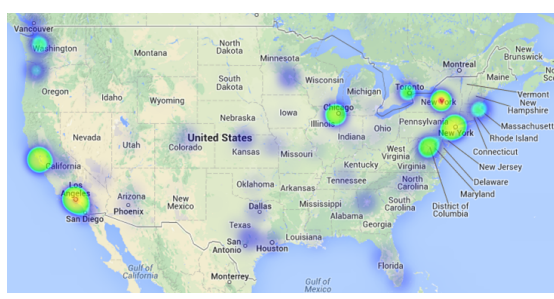 Vancouver
Washington
Montana
North
Dakota
Minnesota
Montreal
New
Brunswick
Maine
No
Sc
South
Dakota
Wisconsin
Michigan
Toronto
Vermont
New
Hampshire
Oregon
Idaho
Wyoming
Nebraska
Iowa
Chicago
Illinois
Indiana
Ohio
Pennsylvania
New York
New York
Massachusetts
Rhode Island
Connecticut
New Jersey
Delaware
Maryland
District of
Columbia
Nevada
Utah
Colorado
United States
Kansas
Missouri
West
Virginia
Virginia
Kentucky
California
Los
Angeles
San Diego
Arizona
Phoenix
New
Mexico
Oklahoma
Arkansas
Tennessee
North
Carolina
South
Carolina
Mississippi
Alabama
Georgia
Dallas
Texas
San
Antonio
Houston
Louisiana
Florida
Gulf of
California
Monterrey
Gulf of
Mexico